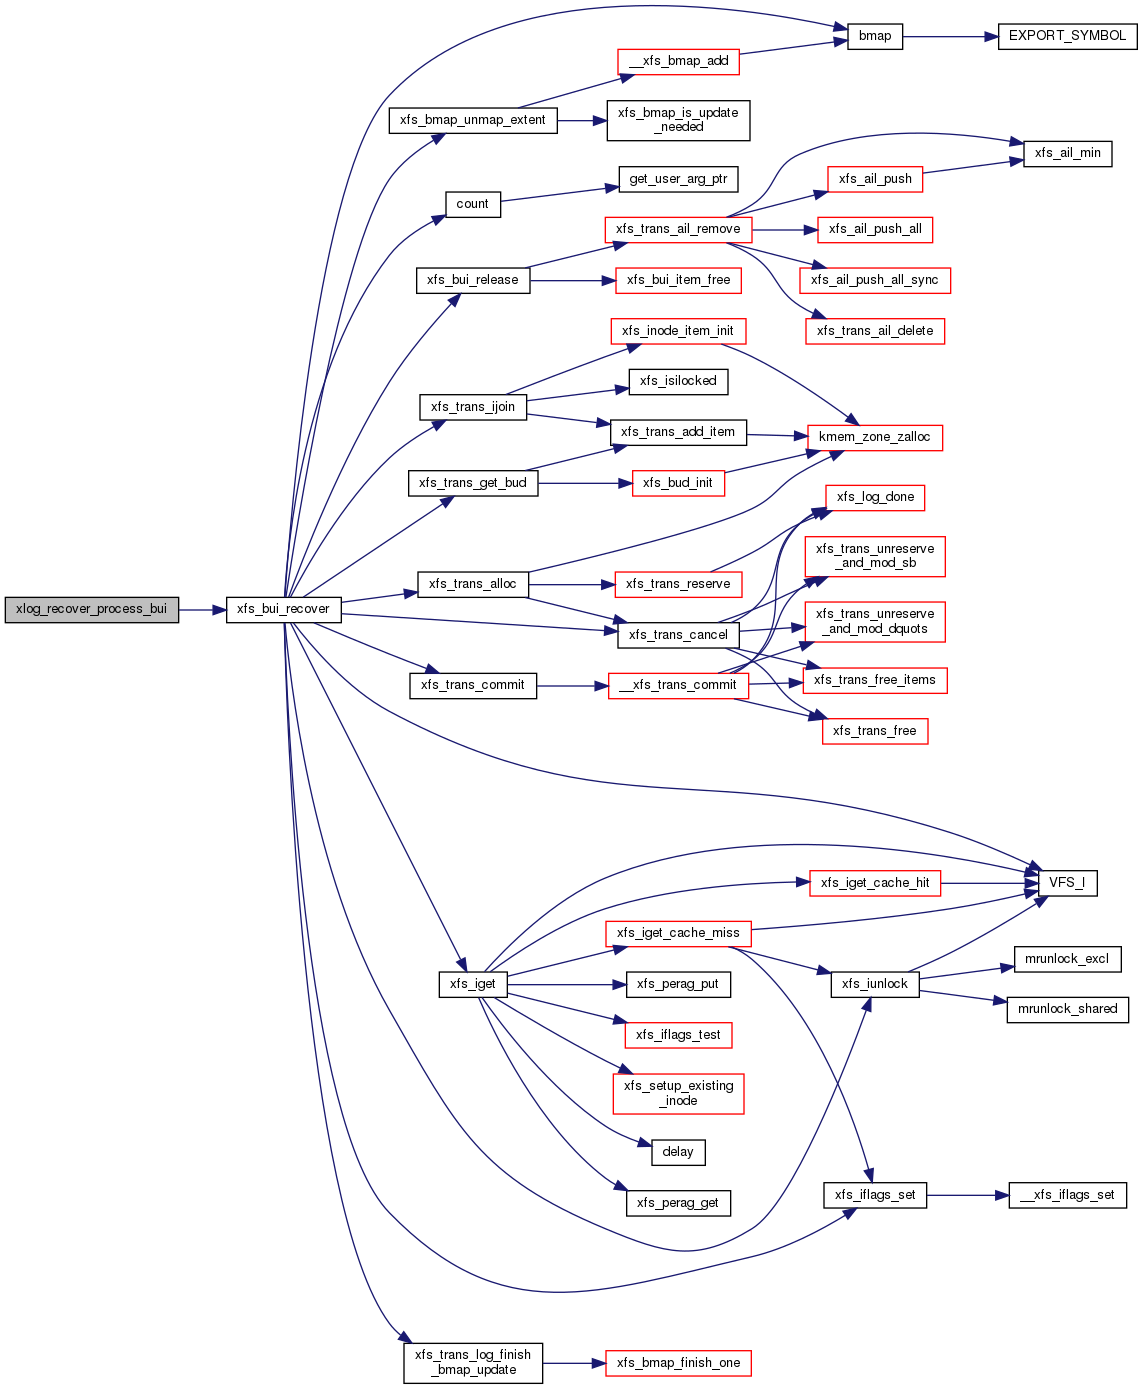 bmap
EXPORT_SYMBOL
__xfs_bmap_add
xfs_bmap_unmap_extent
xfs_bmap_is_update
_needed
xfs_ail_min
xfs_ail_push
get_user_arg_ptr
count
xfs_trans_ail_remove
xfs_ail_push_all
xfs_bui_release
xfs_bui_item_free
xfs_ail_push_all_sync
xfs_inode_item_init
xfs_trans_ail_delete
xfs_isilocked
xfs_trans_ijoin
xfs_trans_add_item
kmem_zone_zalloc
xfs_trans_get_bud
xfs_bud_init
xfs_log_done
xfs_trans_unreserve
_and_mod_sb
xfs_trans_alloc
xfs_trans_reserve
xlog_recover_process_bui
xfs_bui_recover
xfs_trans_unreserve
_and_mod_dquots
xfs_trans_cancel
xfs_trans_commit
__xfs_trans_commit
xfs_trans_free_items
xfs_trans_free
xfs_iget_cache_hit
VFS_I
xfs_iget_cache_miss
xfs_iget
xfs_perag_put
xfs_iunlock
mrunlock_excl
mrunlock_shared
xfs_iflags_test
xfs_setup_existing
_inode
delay
xfs_perag_get
xfs_iflags_set
__xfs_iflags_set
xfs_trans_log_finish
_bmap_update
xfs_bmap_finish_one